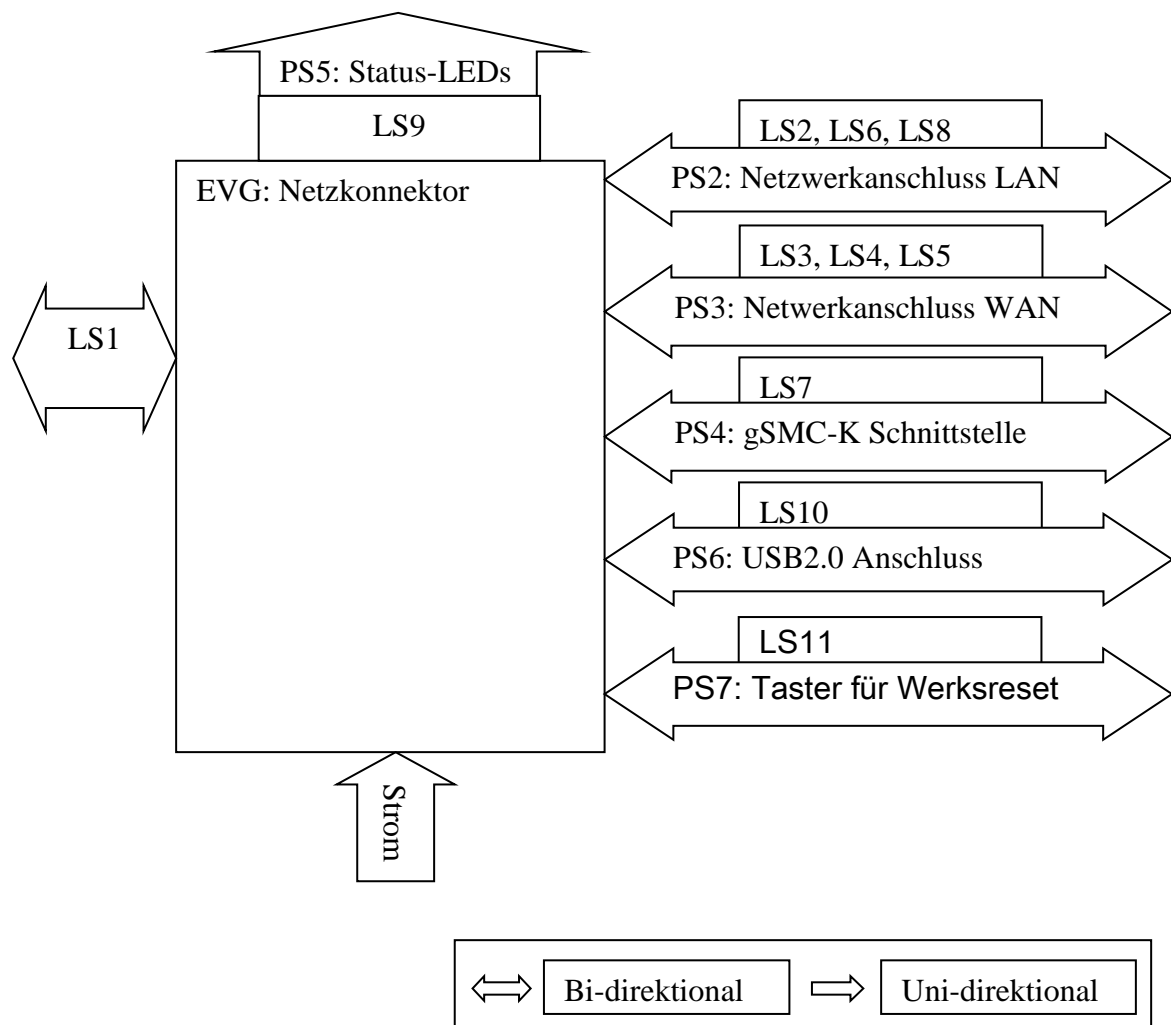 PS5: Status-LEDs
LS9
EVG: Netzkonnektor
LS1
LS2, LS6, LS8
PS2: Netzwerkanschluss LAN
LS3, LS4, LS5
PS3: Netwerkanschluss WAN
LS7
PS4: gSMC-K Schnittstelle
LS10
PS6: USB2.0 Anschluss
LS11
PS7: Taster für Werksreset
Strom
Bi-direktional
Uni-direktional